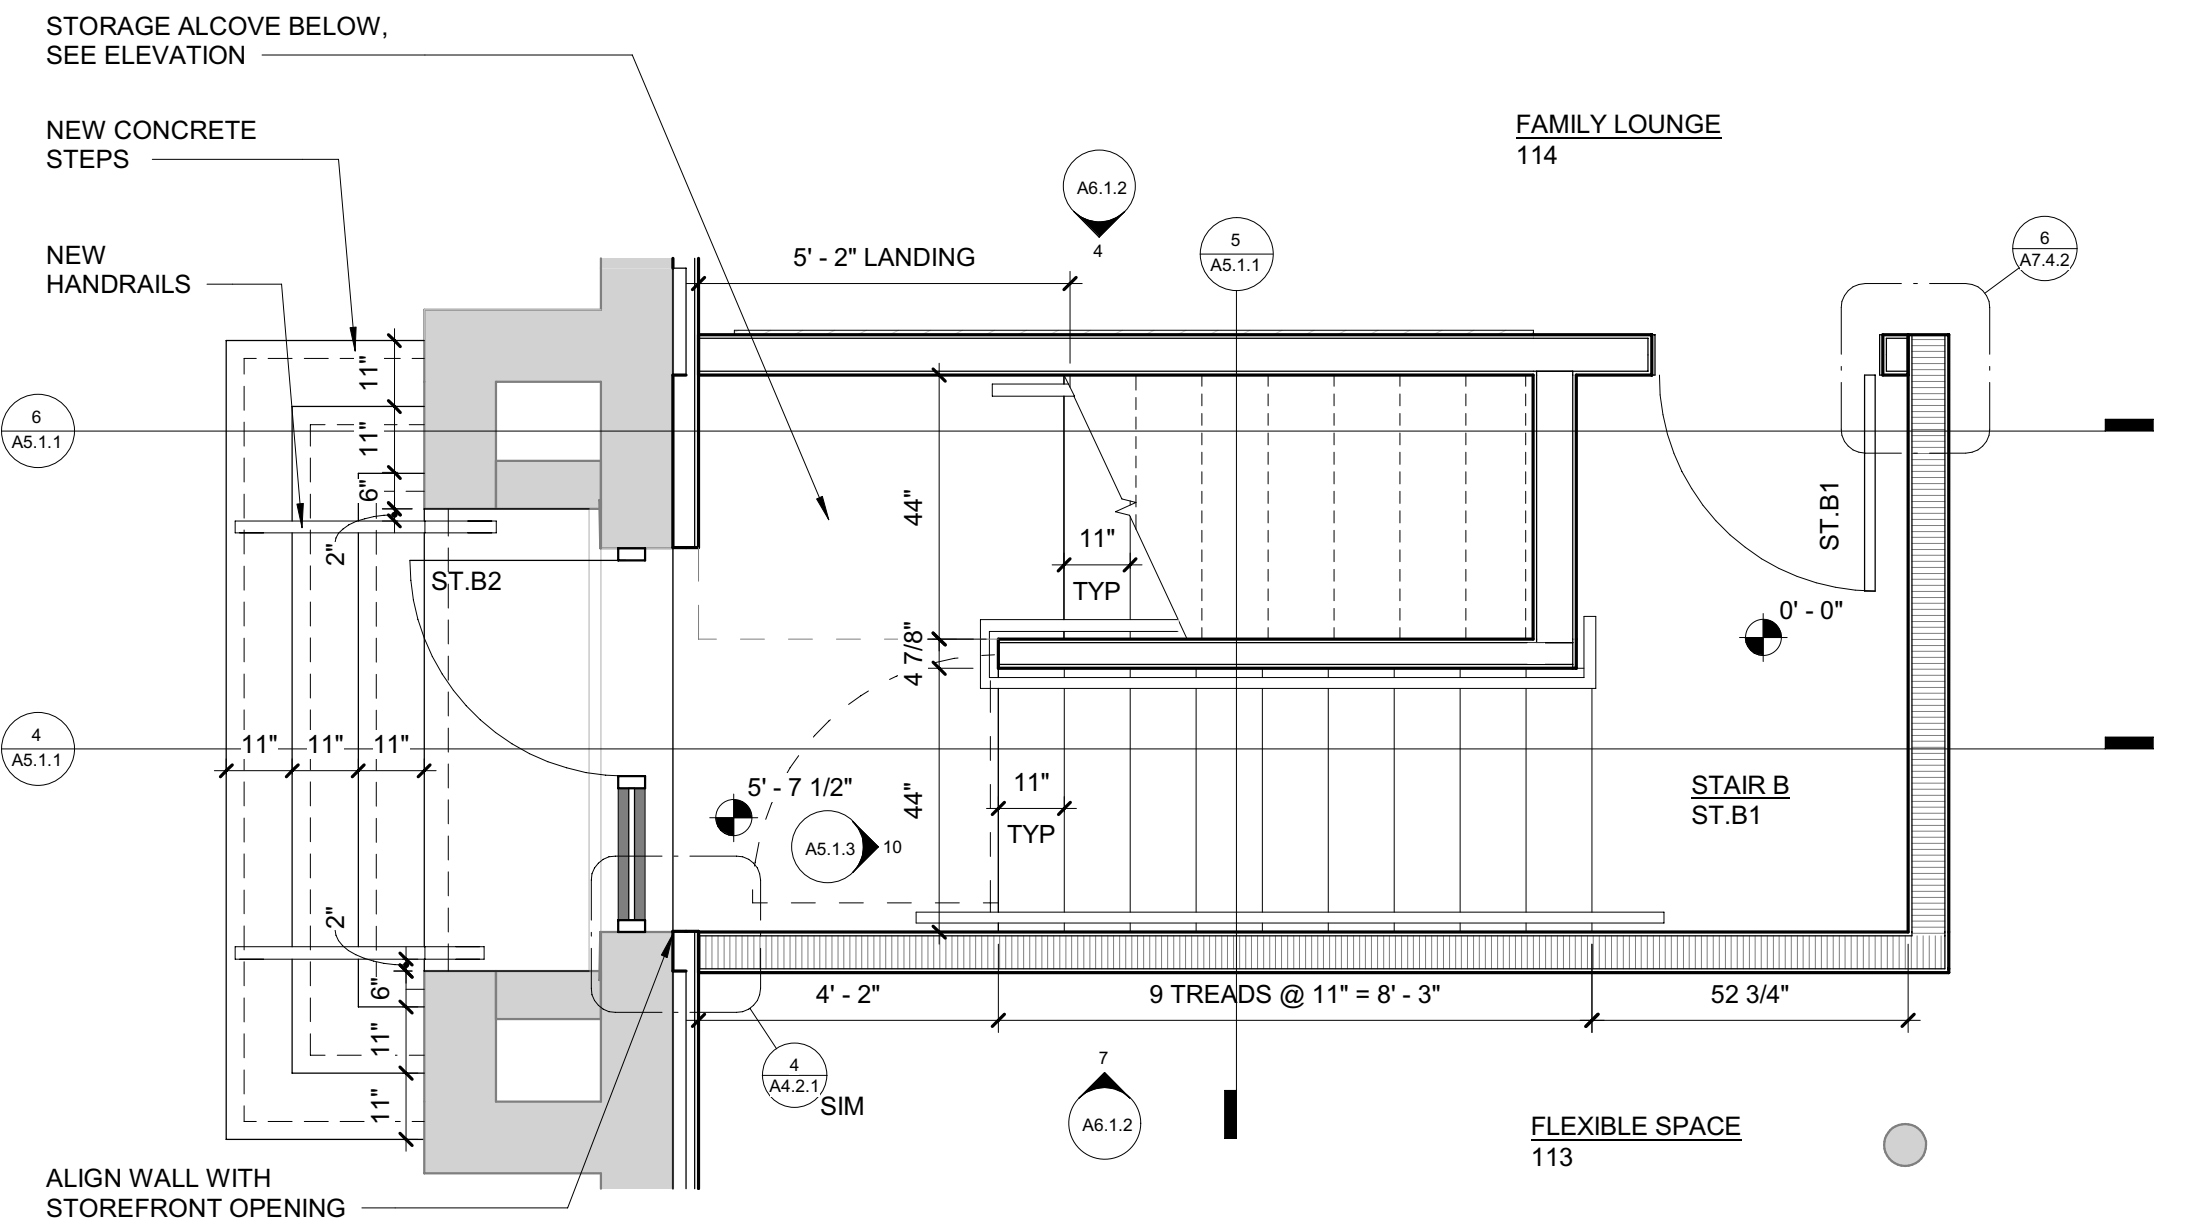 STORAGE ALCOVE BELOW,
SEE ELEVATION
NEW CONCRETE
STEPS
NEW
HANDRAILS
FAMILY LOUNGE
114
A6.1.2
4
5
A5.1.1
6
A7.4.2
5' - 2" LANDING
11"
11"
6"
2"
6
A5.1.1
ST.B2
44"
11"
TYP
ST.B1
0' - 0"
4 7/8"
4
A5.1.1
11"
11"
11"
5' - 7 1/2"
A5.1.3
10
44"
11"
TYP
STAIR B
ST.B1
2"
6"
11"
11"
4' - 2"
9 TREADS @ 11" = 8' - 3"
52 3/4"
4
A4.2.1
SIM
7
A6.1.2
FLEXIBLE SPACE
113
ALIGN WALL WITH
STOREFRONT OPENING